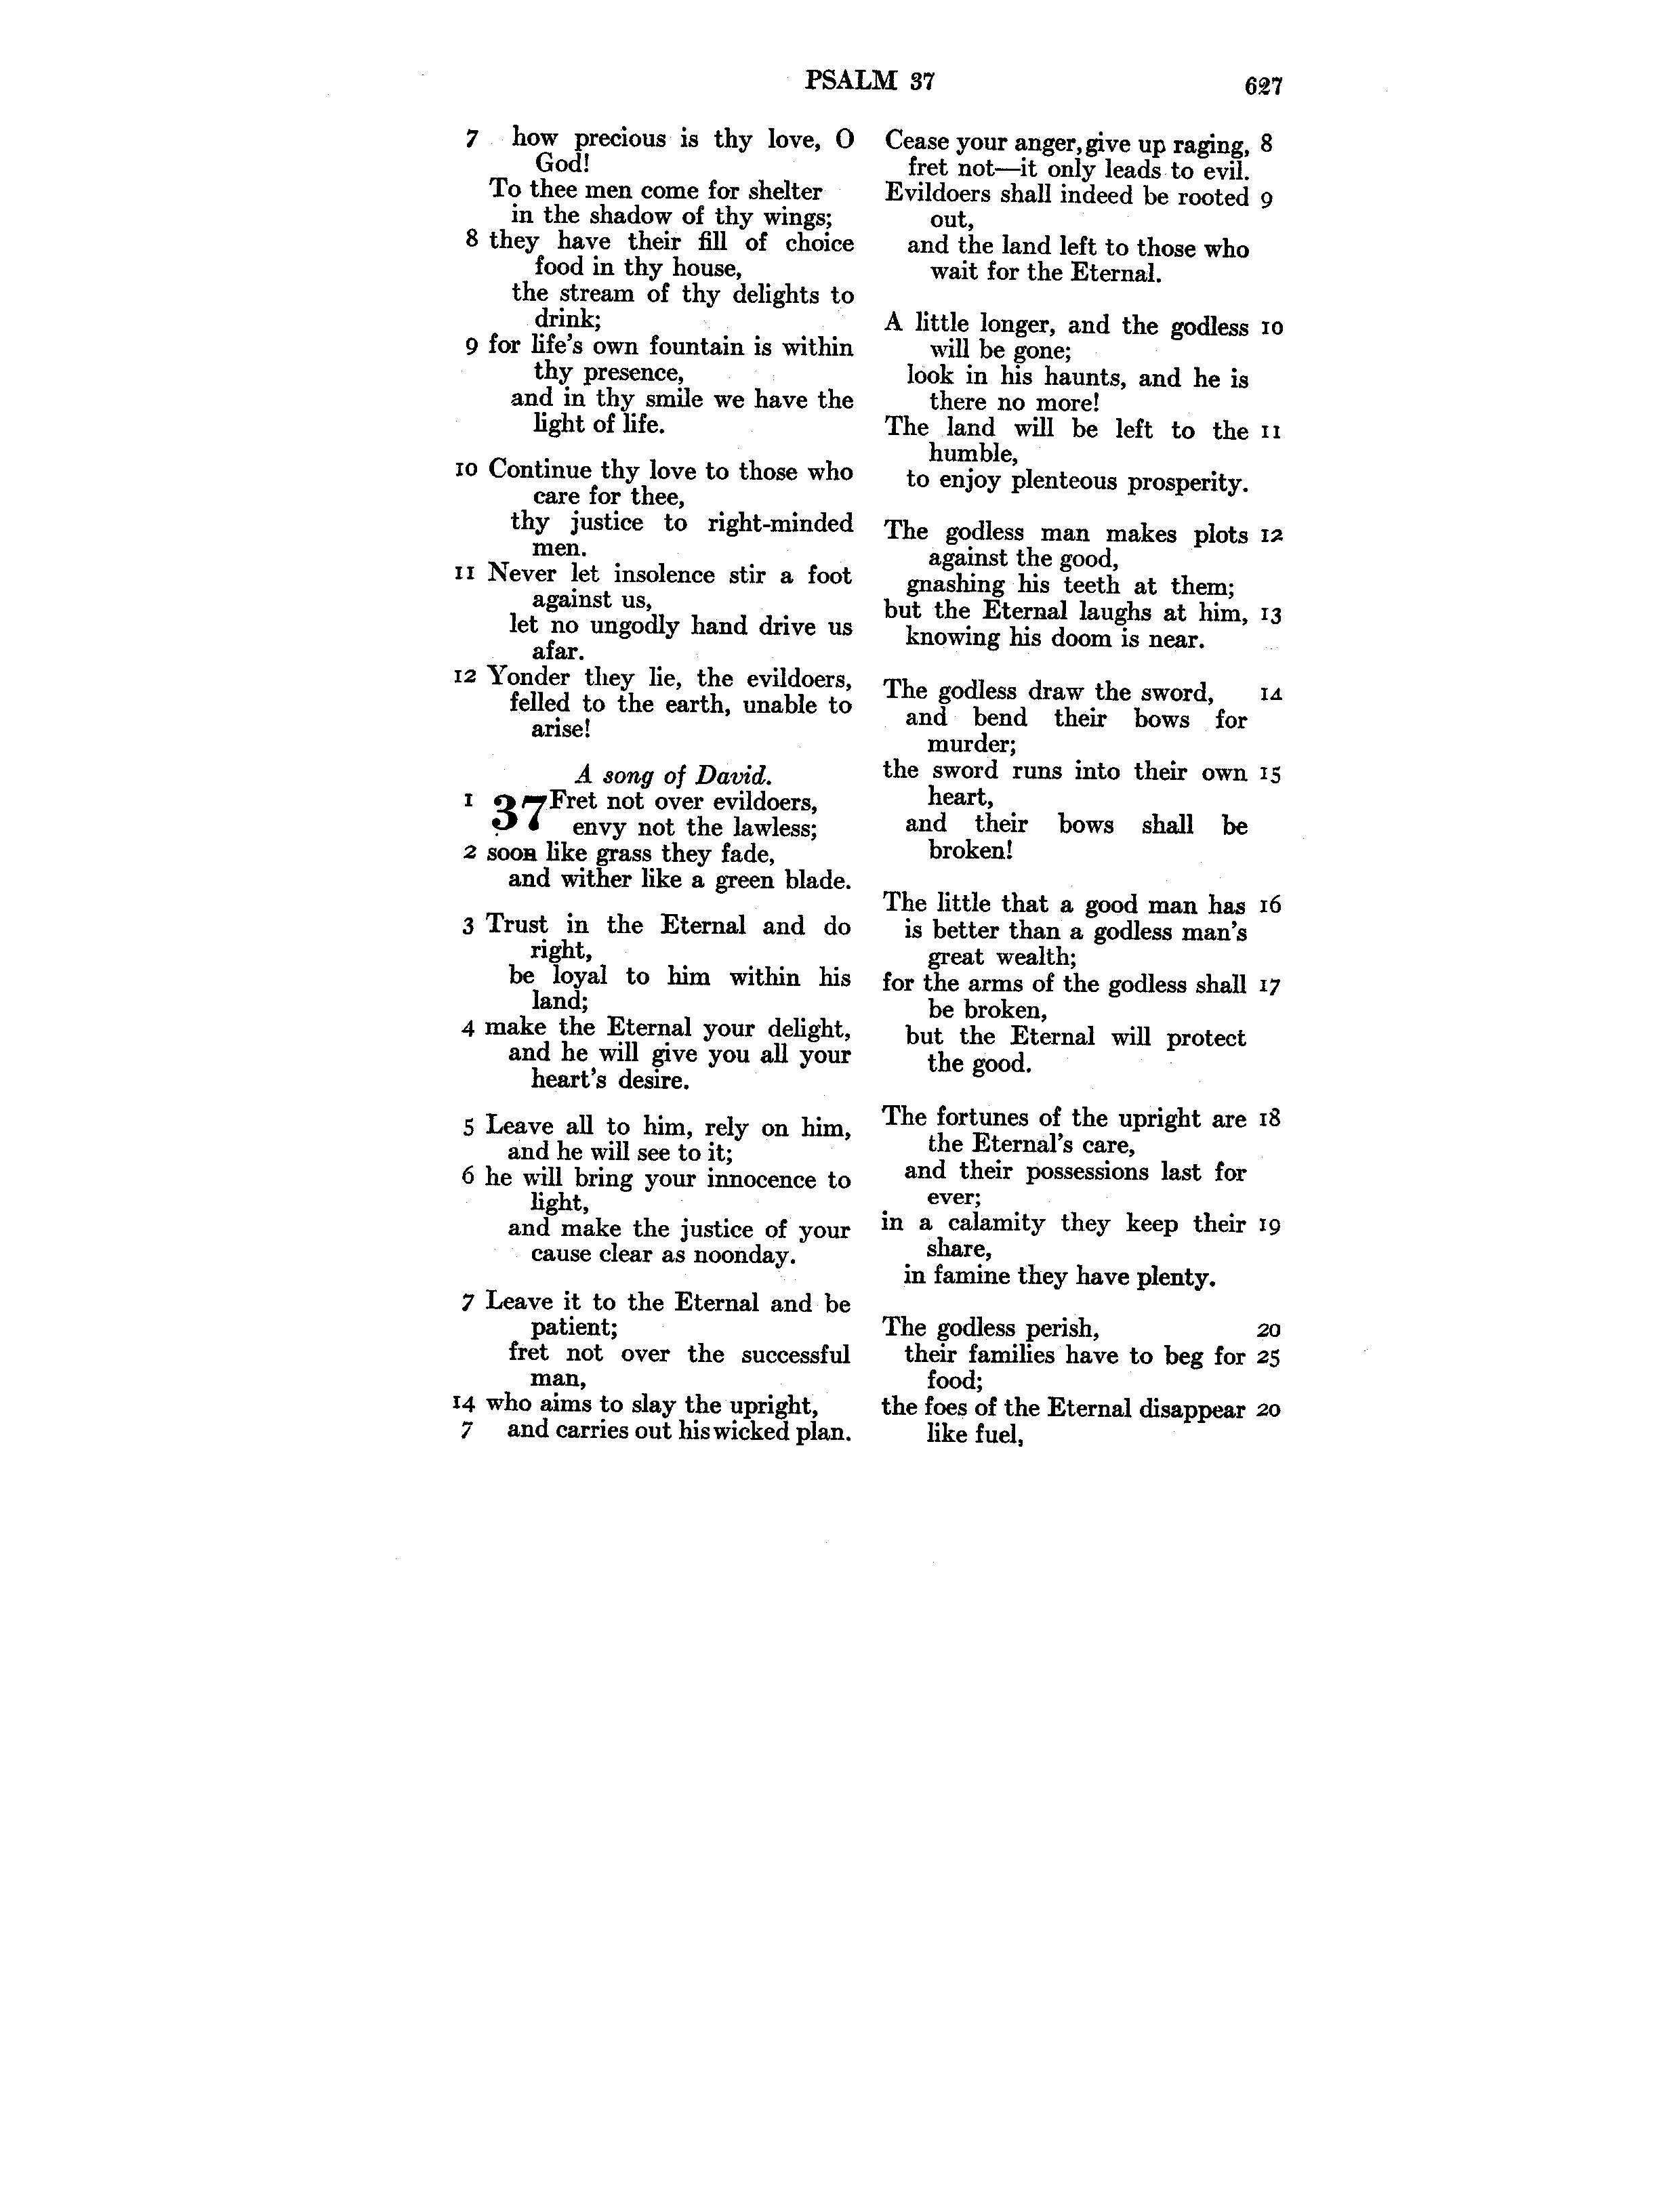 PSALM 37 627
7 how precious is thy love, O
God!
To thee men come for shelter
in the shadow of thy wings;
8 they have their fill of choice
food in thy house,
the stream of thy delights to
drink;
9 for life's own fountain is within
thy presence,
and in thy smile we have the
light of life.
10 Continue thy love to those who
care for thee,
thy justice to right-minded
men.
11 Never let insolence stir a foot
against us,
let no ungodly hand drive us
afar.
12 Yonder they lie, the evildoers,
felled to the earth, unable to
arise!
A song of David.
1 37 Fret not over evildoers,
envy not the lawless;
2 soon like grass they fade,
and wither like a green blade.
3 Trust in the Eternal and do
right,
be loyal to him within his
land;
4 make the Eternal your delight,
and he will give you all your
heart's desire.
5 Leave all to him, rely on him,
and he will see to it;
6 he will bring your innocence to
light,
and make the justice of your
cause clear as noonday.
7 Leave it to the Eternal and be
patient;
fret not over the successful
man,
14 who aims to slay the upright,
7 and carries out his wicked plan.
Cease your anger, give up raging, 8
fret not—it only leads to evil.
Evildoers shall indeed be rooted 9
out,
and the land left to those who
wait for the Eternal.
A little longer, and the godless 10
will be gone;
look in his haunts, and he is
there no more!
The land will be left to the 11
humble,
to enjoy plenteous prosperity.
The godless man makes plots 12
against the good,
gnashing his teeth at them;
but the Eternal laughs at him, 13
knowing his doom is near.
The godless draw the sword, 14
and bend their bows for
murder;
the sword runs into their own 15
heart,
and their bows shall be
broken!
The little that a good man has 16
is better than a godless man's
great wealth;
for the arms of the godless shall 17
be broken,
but the Eternal will protect
the good.
The fortunes of the upright are 18
the Eternal's care,
and their possessions last for
ever;
in a calamity they keep their 19
share,
in famine they have plenty.
The godless perish, 20
their families have to beg for 25
food;
the foes of the Eternal disappear 20
like fuel,